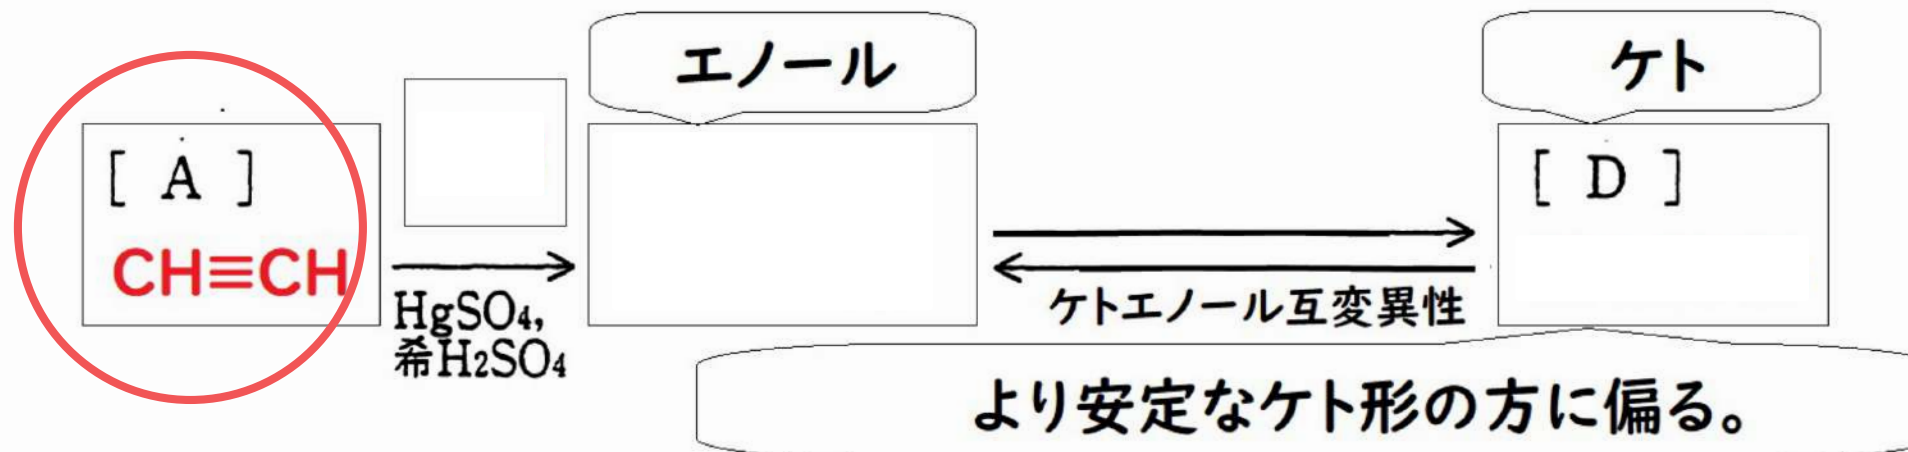 エノール
ケト
[ A ]
[ D ]
CH≡CH
HgSO₄,
希H₂SO₄
ケトエノール互変異性
より安定なケト形の方に偏る。